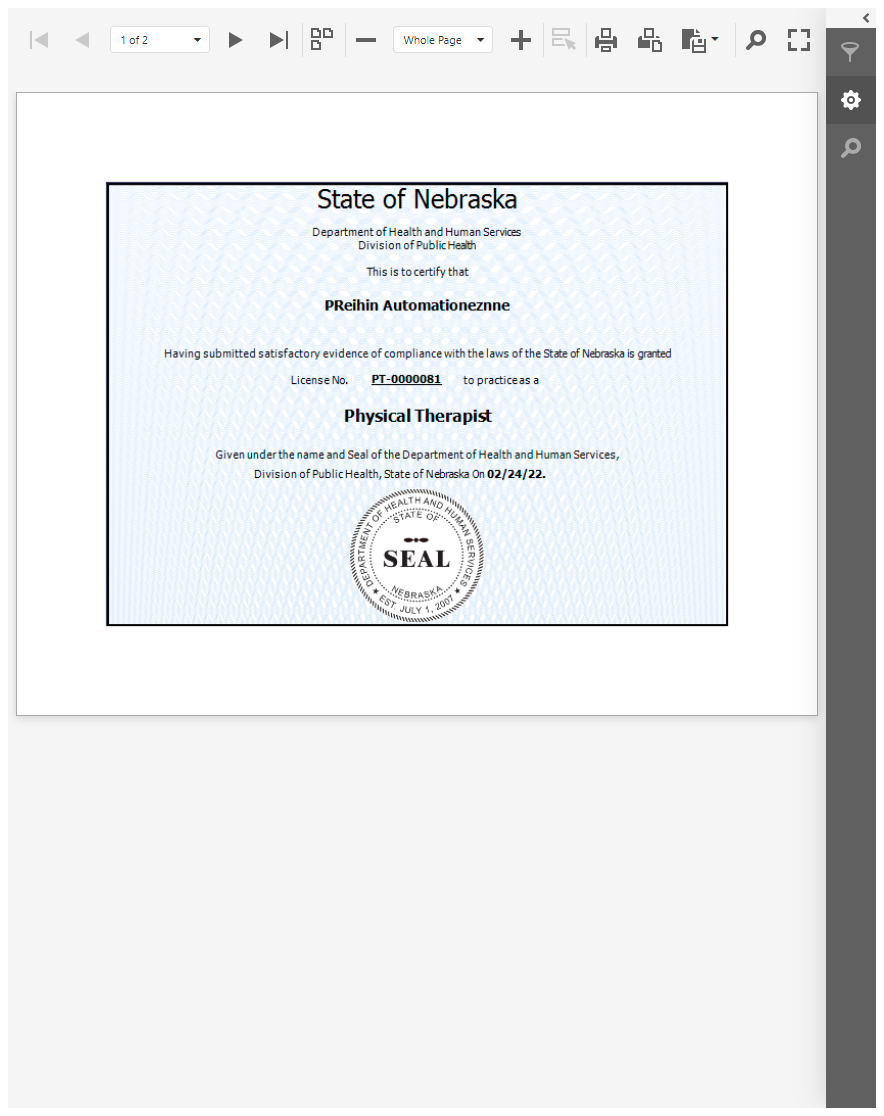 1 of 2
Whole Page
State of Nebraska
Department of Health and Human Services
Division of Public Health
This is to certify that
PReihin Automationeznne
Having submitted satisfactory evidence of compliance with the laws of the State of Nebraska is granted
License No. PT-0000081 to practice as a
Physical Therapist
Given under the name and Seal of the Department of Health and Human Services,
Division of Public Health, State of Nebraska On 02/24/22.
DEPARTMENT OF HEALTH AND HUMAN SERVICES
STATE OF
SEAL
NEBRASKA
★ EST. JULY 1, 2007 ★